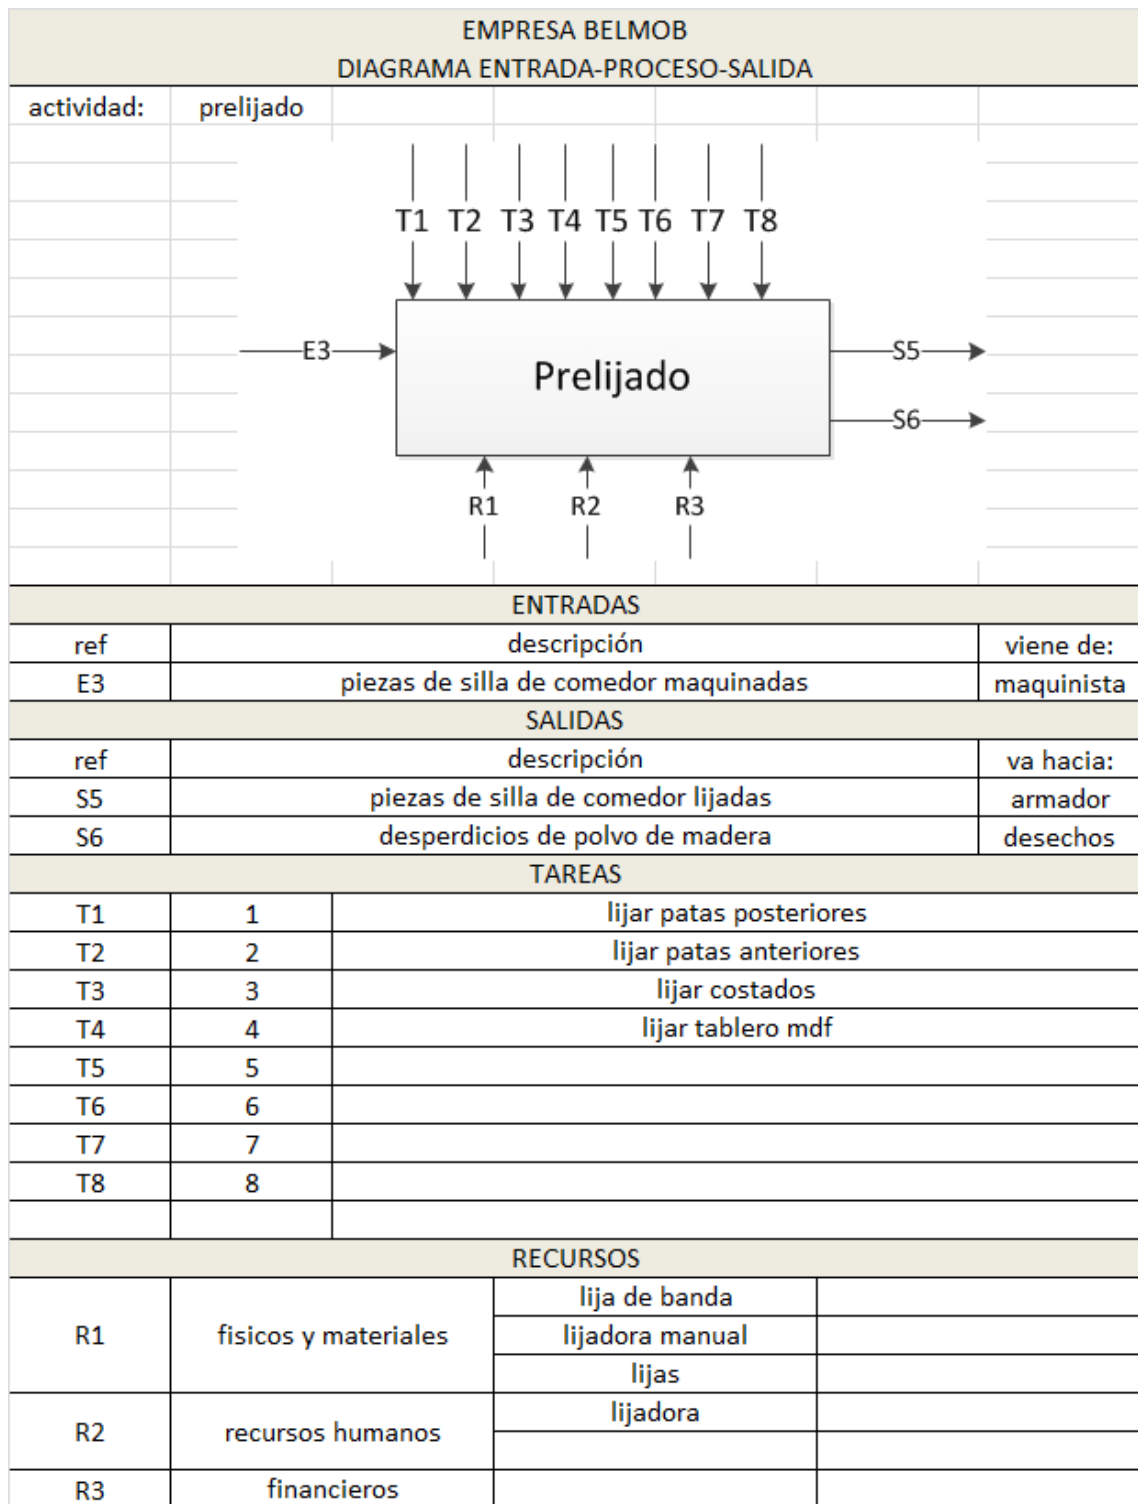 EMPRESA BELMOB
DIAGRAMA ENTRADA-PROCESO-SALIDA
actividad: prelijado
T1 T2 T3 T4 T5 T6 T7 T8
E3
Prelijado
S5
S6
R1 R2 R3
ENTRADAS
ref descripción viene de:
E3 piezas de silla de comedor maquinadas maquinista
SALIDAS
ref descripción va hacia:
S5 piezas de silla de comedor lijadas armador
S6 desperdicios de polvo de madera desechos
TAREAS
T1 1 lijar patas posteriores
T2 2 lijar patas anteriores
T3 3 lijar costados
T4 4 lijar tablero mdf
T5 5
T6 6
T7 7
T8 8
RECURSOS
R1 fisicos y materiales lija de banda
lijadora manual
lijas
R2 recursos humanos lijadora
R3 financieros